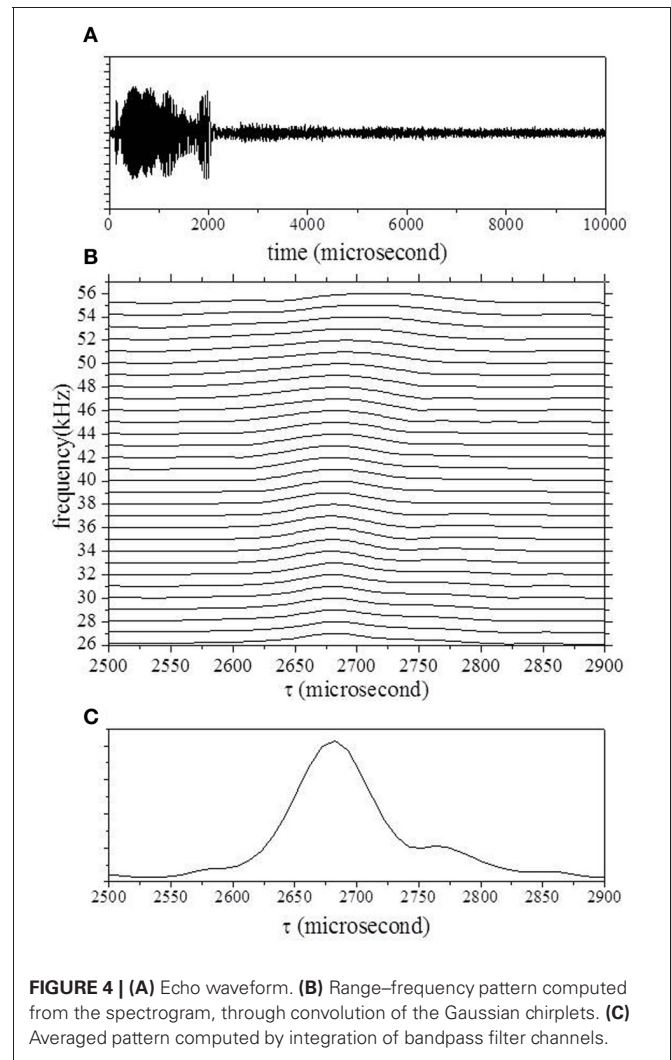 A
0 2000 4000 6000 8000 10000
time (microsecond)
B
56
54
52
50
48
46
44
42
40
38
36
34
32
30
28
26
frequency(kHz)
2500 2550 2600 2650 2700 2750 2800 2850 2900
τ (microsecond)
C
2500 2550 2600 2650 2700 2750 2800 2850 2900
τ (microsecond)
FIGURE 4 | (A) Echo waveform. (B) Range–frequency pattern computed
from the spectrogram, through convolution of the Gaussian chirplets. (C)
Averaged pattern computed by integration of bandpass filter channels.